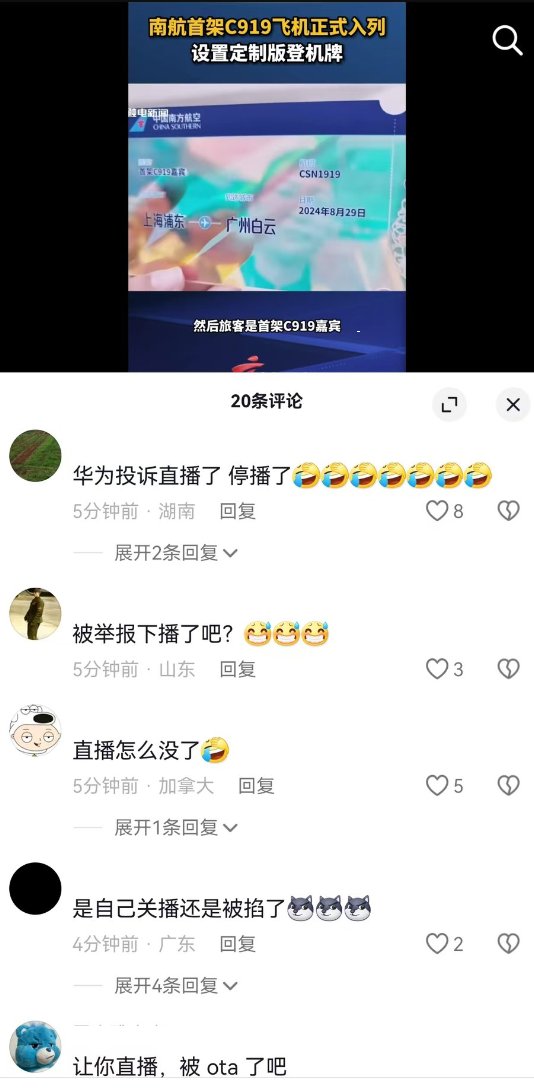 南航首架C919飞机正式入列
设置定制版登机牌
触电新闻
中国南方航空
CHINA SOUTHERN
首架C919嘉宾
CSN1919
日期
上海浦东
广州白云
2024年8月29日
然后旅客是首架C919嘉宾
20条评论
华为投诉直播了 停播了🤣🤣🤣🤣🤣🤣🤣
5分钟前 · 湖南 回复
8
展开2条回复
被举报下播了吧？😅😅😅
5分钟前 · 山东 回复
3
直播怎么没了🤣
5分钟前 · 加拿大 回复
5
展开1条回复
是自己关播还是被掐了
4分钟前 · 广东 回复
2
展开4条回复
让你直播，被 ota 了吧